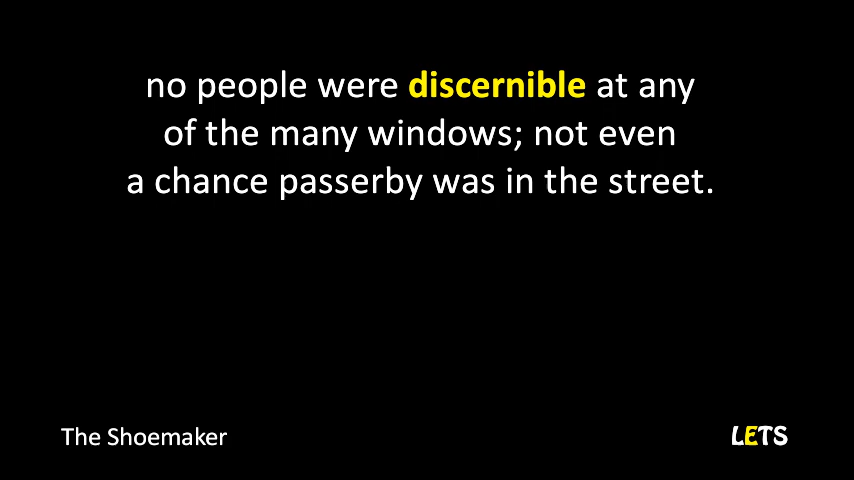 no people were discernible at any
of the many windows; not even
a chance passerby was in the street.
The Shoemaker
LETS